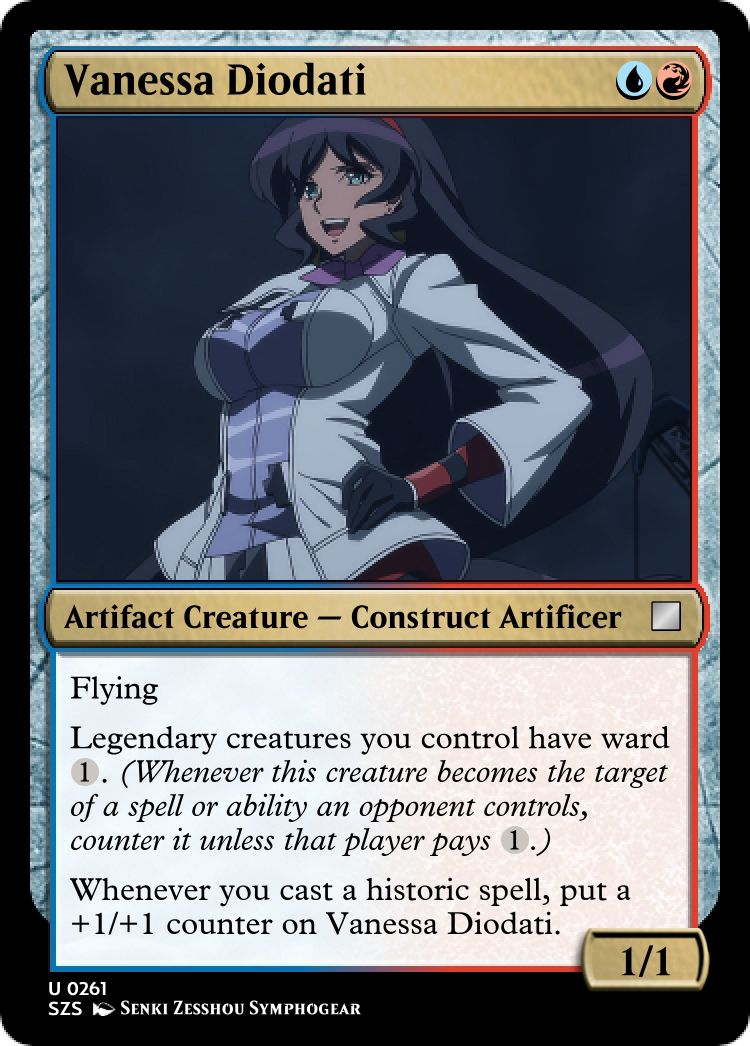 Vanessa Diodati
Artifact Creature — Construct Artificer
Flying
Legendary creatures you control have ward
1. (Whenever this creature becomes the target
of a spell or ability an opponent controls,
counter it unless that player pays 1.)
Whenever you cast a historic spell, put a
+1/+1 counter on Vanessa Diodati.
1/1
U 0261
SZS Senki Zesshou Symphogear